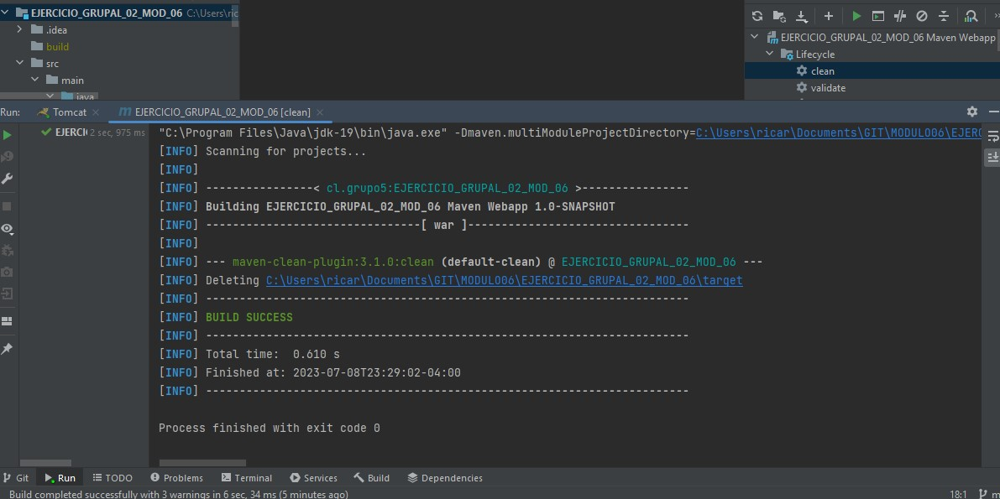 EJERCICIO_GRUPAL_02_MOD_06 C:\Users\ric
.idea
build
src
main
java
EJERCICIO_GRUPAL_02_MOD_06 Maven Webapp
Lifecycle
clean
validate
Run: Tomcat EJERCICIO_GRUPAL_02_MOD_06 [clean]
EJERCI 2 sec, 975 ms
"C:\Program Files\Java\jdk-19\bin\java.exe" -Dmaven.multiModuleProjectDirectory=C:\Users\ricar\Documents\GIT\MODULO06\EJERC
[INFO] Scanning for projects...
[INFO]
[INFO] ----------------< cl.grupo5:EJERCICIO_GRUPAL_02_MOD_06 >----------------
[INFO] Building EJERCICIO_GRUPAL_02_MOD_06 Maven Webapp 1.0-SNAPSHOT
[INFO] --------------------------------[ war ]---------------------------------
[INFO]
[INFO] --- maven-clean-plugin:3.1.0:clean (default-clean) @ EJERCICIO_GRUPAL_02_MOD_06 ---
[INFO] Deleting C:\Users\ricar\Documents\GIT\MODULO06\EJERCICIO_GRUPAL_02_MOD_06\target
[INFO] ------------------------------------------------------------------------
[INFO] BUILD SUCCESS
[INFO] ------------------------------------------------------------------------
[INFO] Total time:  0.610 s
[INFO] Finished at: 2023-07-08T23:29:02-04:00
[INFO] ------------------------------------------------------------------------
Process finished with exit code 0
Git Run TODO Problems Terminal Services Build Dependencies
Build completed successfully with 3 warnings in 6 sec, 34 ms (5 minutes ago) 18:1 m